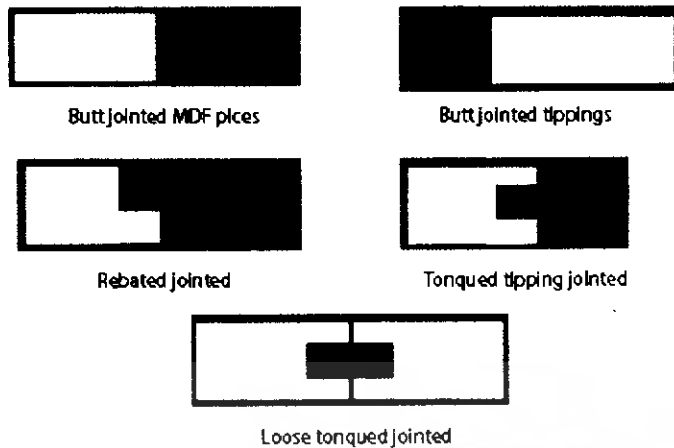 Butt jointed MDF pices
Butt jointed tippings
Rebated jointed
Tonqued tipping jointed
Loose tonqued jointed